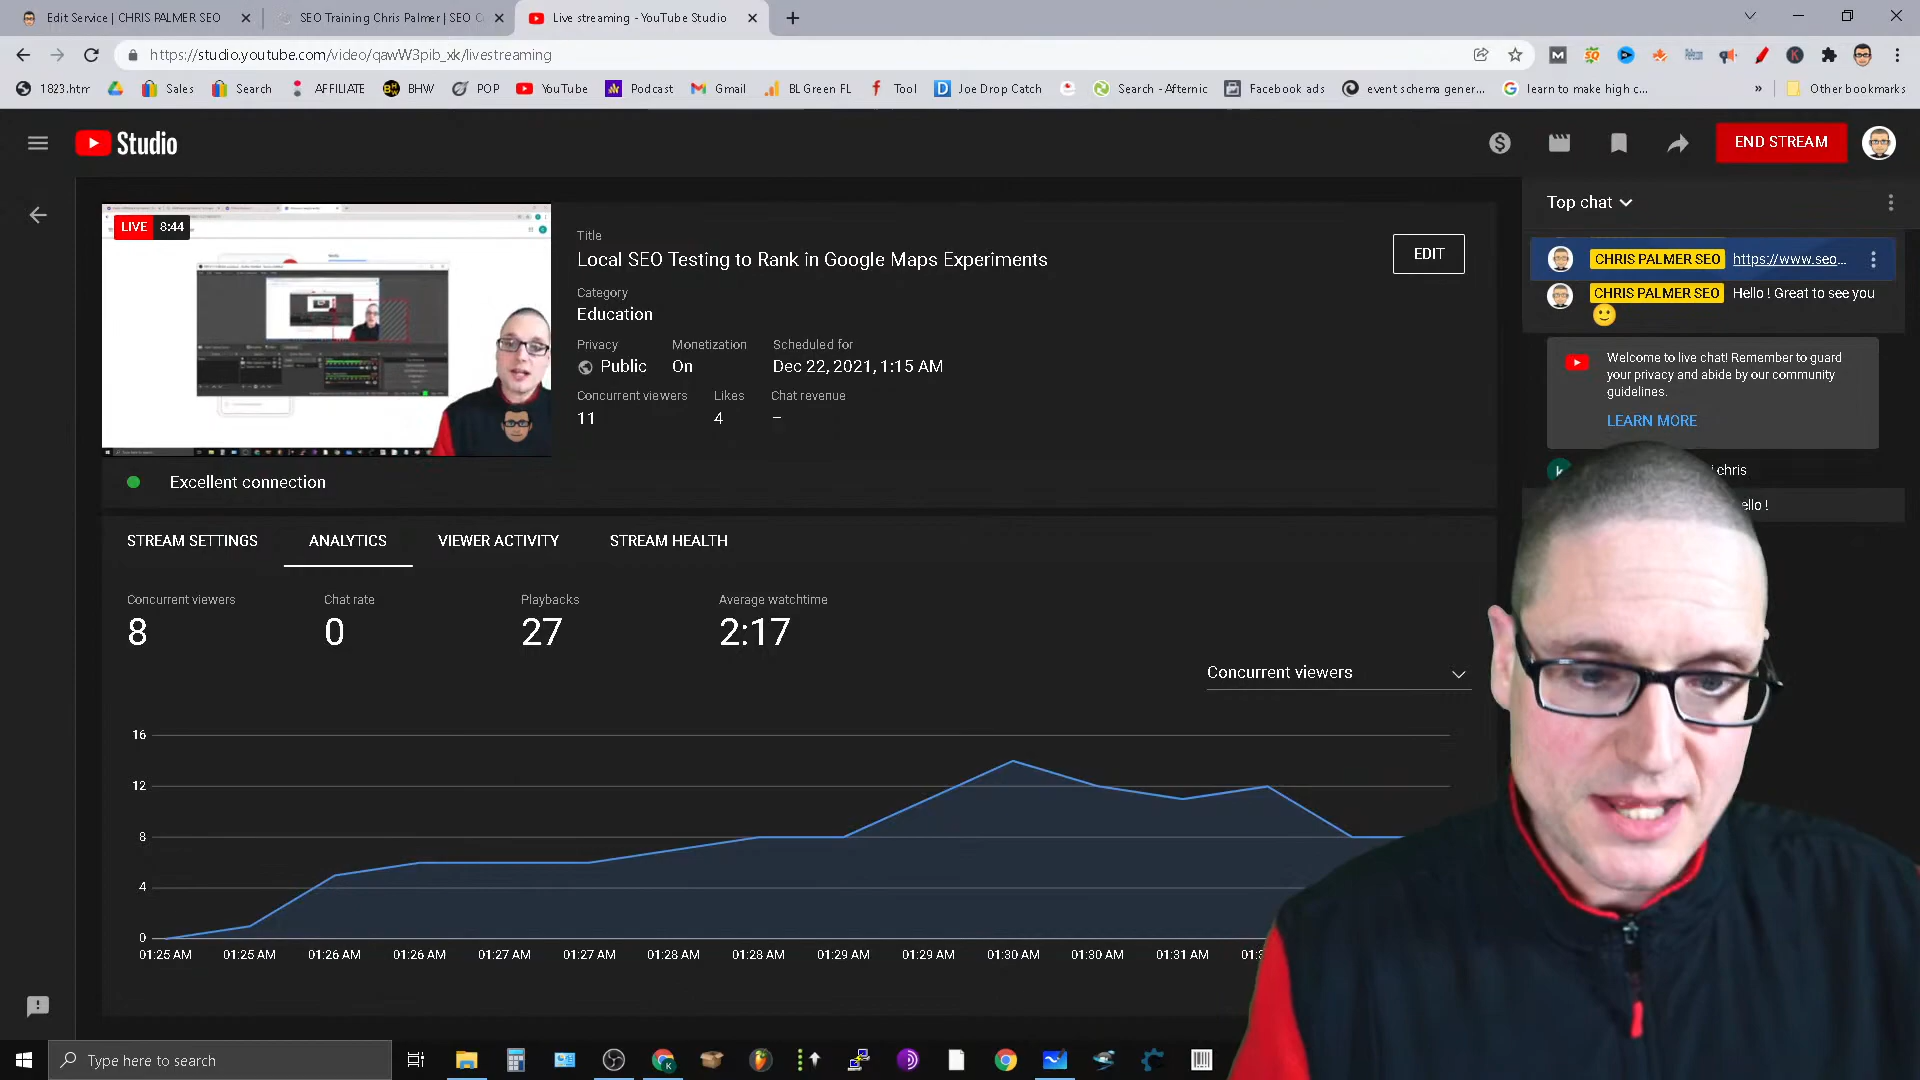 Edit Service | CHRIS PALMER SEO
SEO Training Chris Palmer | SEO C
Live streaming - YouTube Studio
https://studio.youtube.com/video/qawW3pib_xk/livestreaming
1823.htm
Sales
Search
AFFILIATE
BHW
POP
YouTube
Podcast
Gmail
BL Green FL
Tool
Joe Drop Catch
Search - Afternic
Facebook ads
event schema gener...
learn to make high c...
»
Other bookmarks
Studio
END STREAM
LIVE 8:44
Title
Local SEO Testing to Rank in Google Maps Experiments
EDIT
Category
Education
Privacy Monetization Scheduled for
Public On Dec 22, 2021, 1:15 AM
Concurrent viewers Likes Chat revenue
11 4 –
Excellent connection
Top chat
CHRIS PALMER SEO https://www.seo...
CHRIS PALMER SEO Hello ! Great to see you
Welcome to live chat! Remember to guard
your privacy and abide by our community
guidelines.
LEARN MORE
chris
ello !
STREAM SETTINGS ANALYTICS VIEWER ACTIVITY STREAM HEALTH
Concurrent viewers Chat rate Playbacks Average watchtime
8 0 27 2:17
Concurrent viewers
16
12
8
4
0
01:25 AM 01:25 AM 01:26 AM 01:26 AM 01:27 AM 01:27 AM 01:28 AM 01:28 AM 01:29 AM 01:29 AM 01:30 AM 01:30 AM 01:31 AM
Type here to search